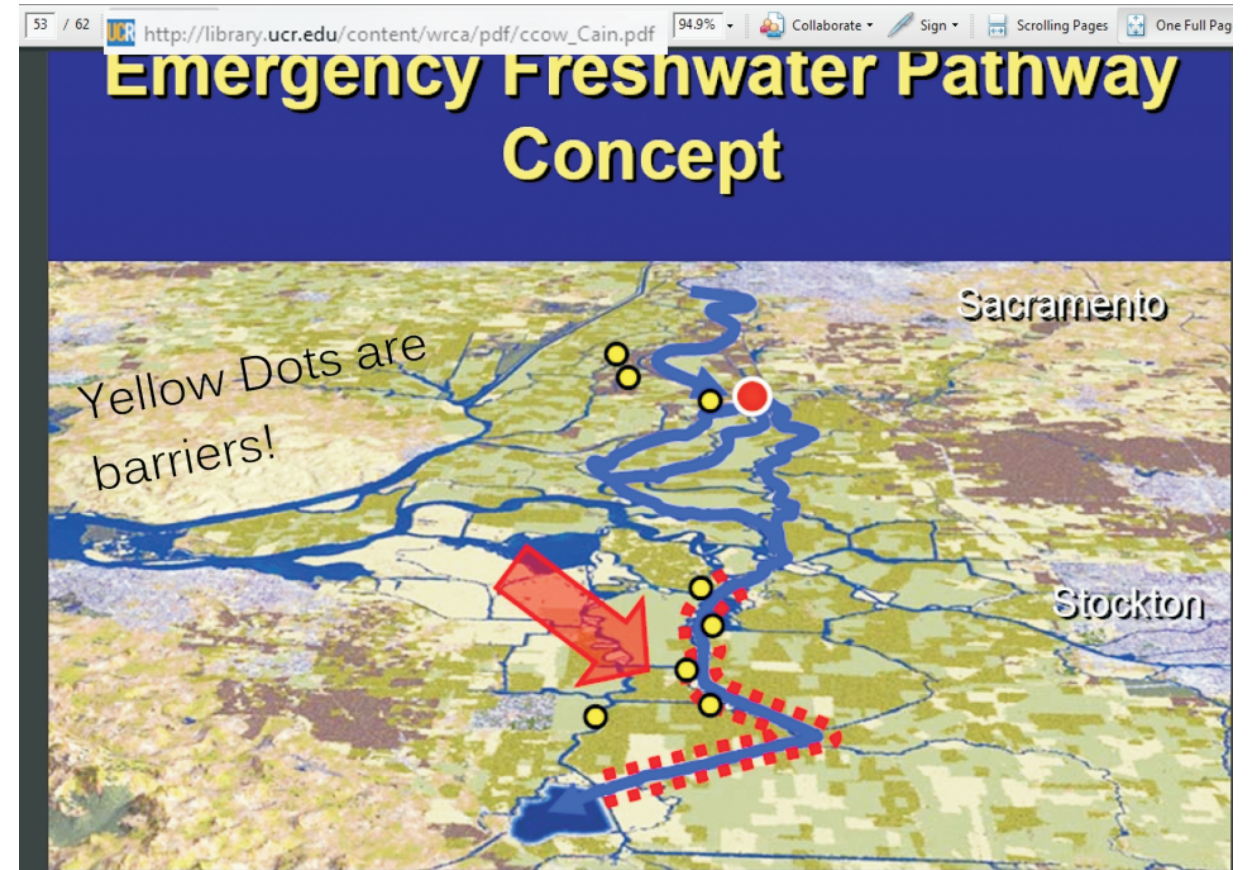 53 / 62 UCR http://library.ucr.edu/content/wrca/pdf/ccow_Cain.pdf 94.9% Collaborate Sign Scrolling Pages One Full Pag
Emergency Freshwater Pathway
Concept
Sacramento
Yellow Dots are
barriers!
Stockton